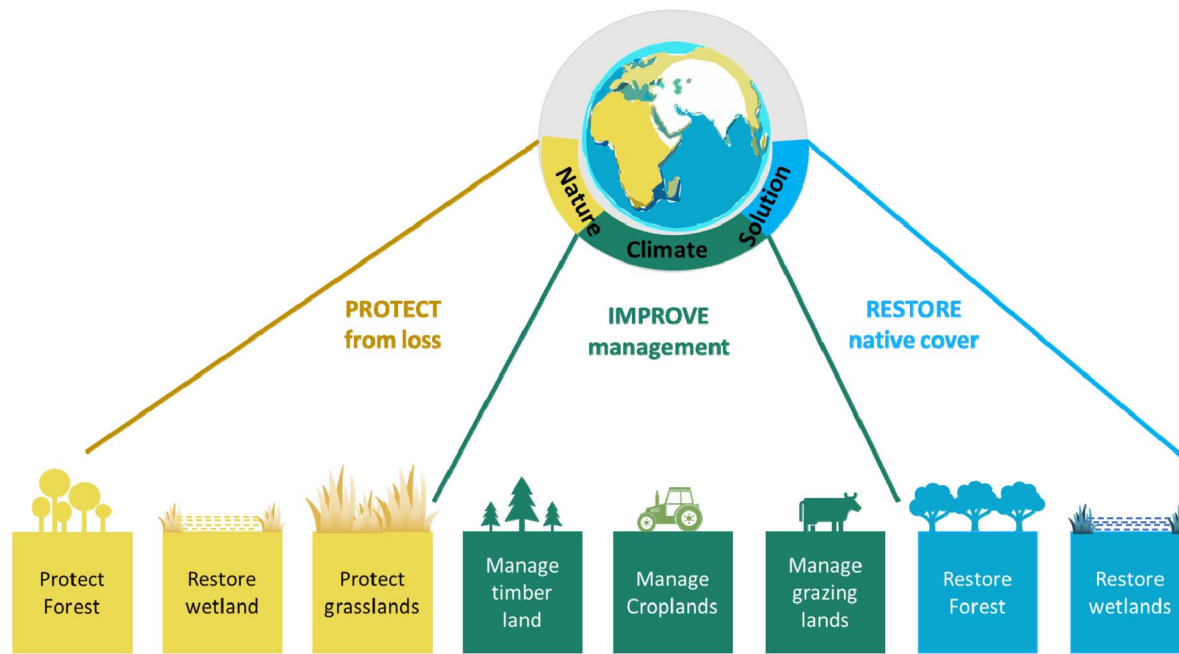 Nature
Climate
Solution
PROTECT
from loss
IMPROVE
management
RESTORE
native cover
Protect
Forest
Restore
wetland
Protect
grasslands
Manage
timber
land
Manage
Croplands
Manage
grazing
lands
Restore
Forest
Restore
wetlands